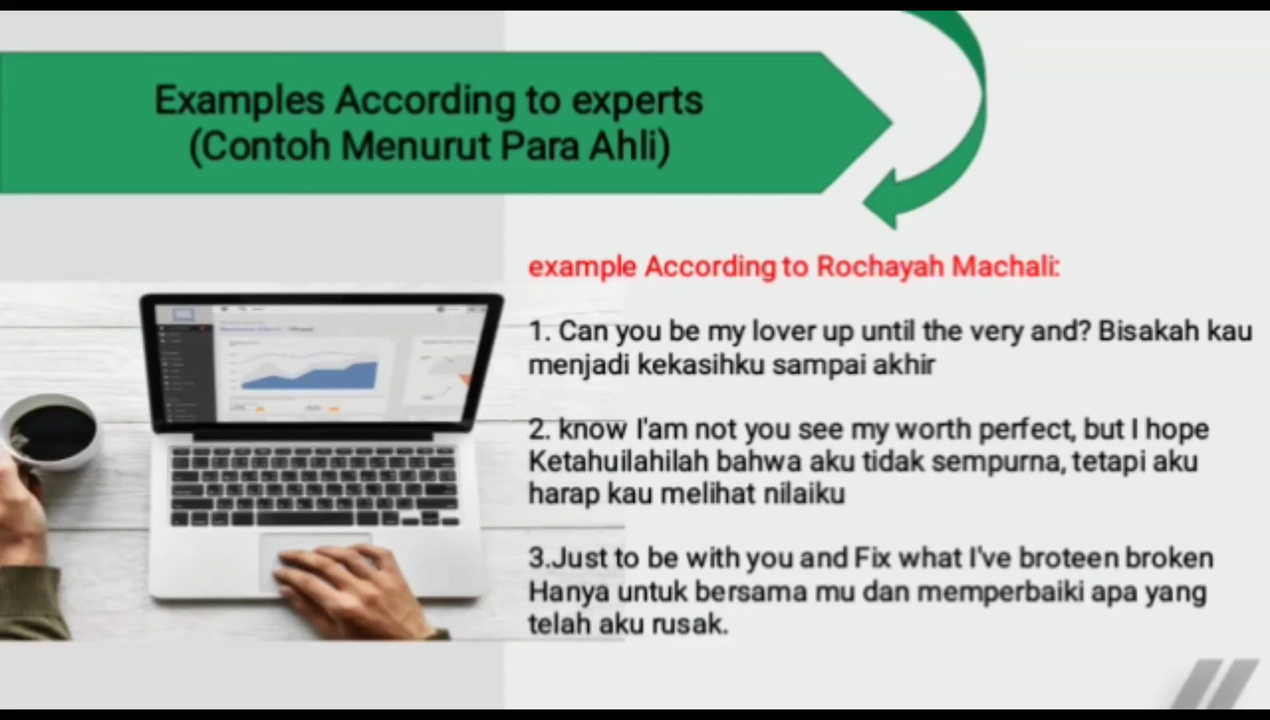 Examples According to experts
(Contoh Menurut Para Ahli)
example According to Rochayah Machali:
1. Can you be my lover up until the very and? Bisakah kau
menjadi kekasihku sampai akhir
2. know I'am not you see my worth perfect, but I hope
Ketahuilahilah bahwa aku tidak sempurna, tetapi aku
harap kau melihat nilaiku
3.Just to be with you and Fix what I've broteen broken
Hanya untuk bersama mu dan memperbaiki apa yang
telah aku rusak.